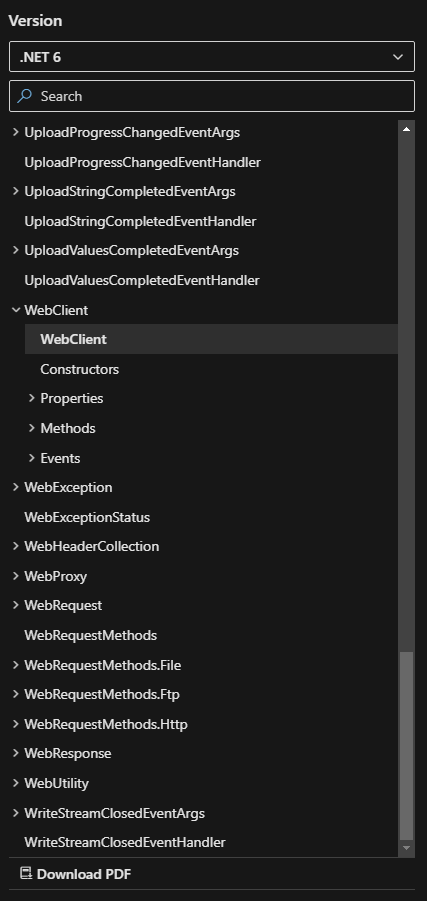 Version
.NET 6
Search
UploadProgressChangedEventArgs
UploadProgressChangedEventHandler
UploadStringCompletedEventArgs
UploadStringCompletedEventHandler
UploadValuesCompletedEventArgs
UploadValuesCompletedEventHandler
WebClient
WebClient
Constructors
Properties
Methods
Events
WebException
WebExceptionStatus
WebHeaderCollection
WebProxy
WebRequest
WebRequestMethods
WebRequestMethods.File
WebRequestMethods.Ftp
WebRequestMethods.Http
WebResponse
WebUtility
WriteStreamClosedEventArgs
WriteStreamClosedEventHandler
Download PDF